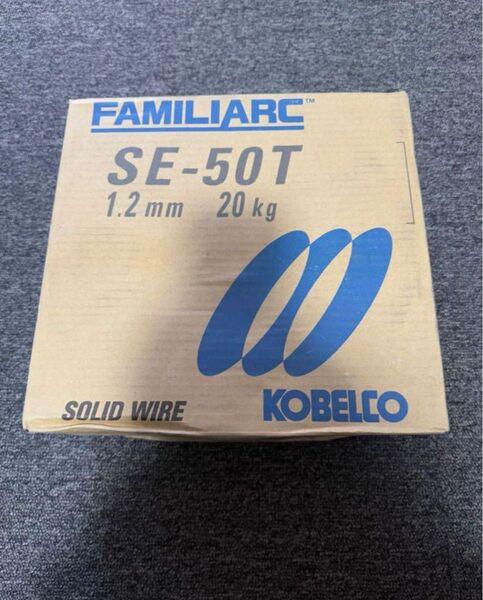 FAMILIARC™
SE-50T
1.2 mm 20 kg
SOLID WIRE KOBELCO